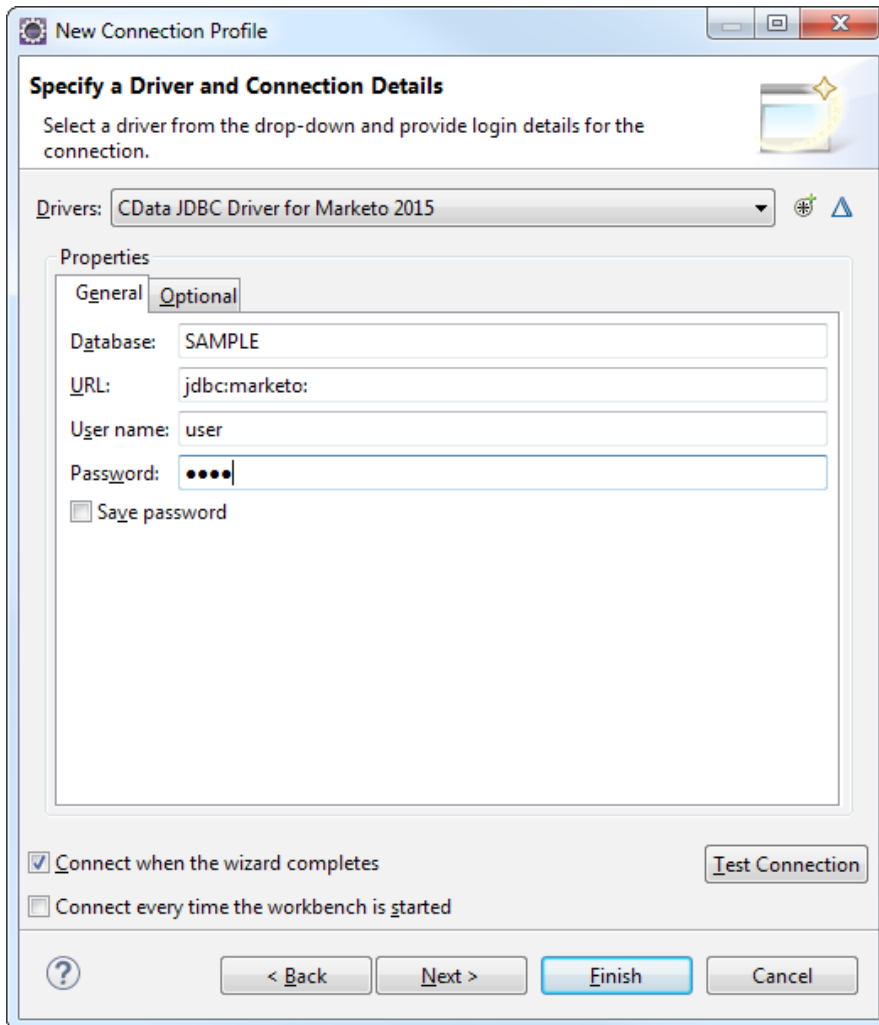 New Connection Profile
Specify a Driver and Connection Details
Select a driver from the drop-down and provide login details for the
connection.
Drivers: CData JDBC Driver for Marketo 2015
Properties
General Optional
Database: SAMPLE
URL: jdbc:marketo:
User name: user
Password: ●●●●
Save password
Connect when the wizard completes
Test Connection
Connect every time the workbench is started
? < Back Next > Finish Cancel